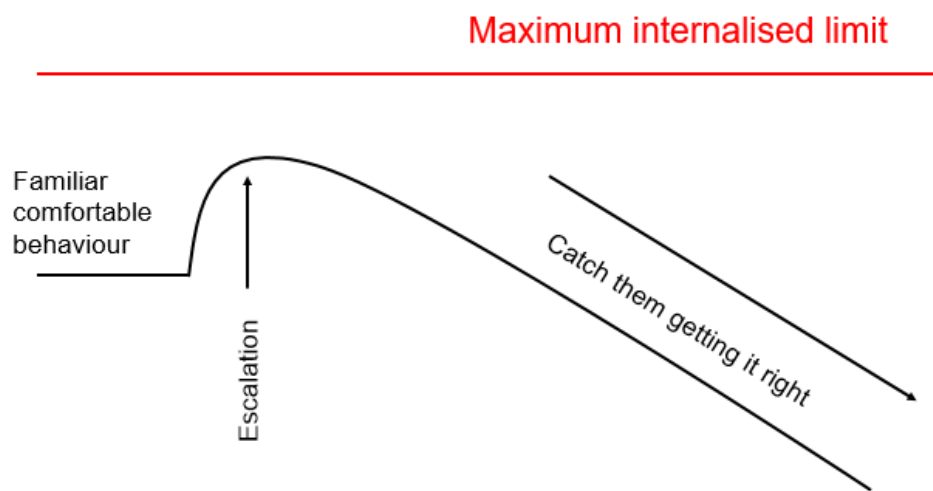 Maximum internalised limit
Familiar
comfortable
behaviour
Escalation
Catch them getting it right